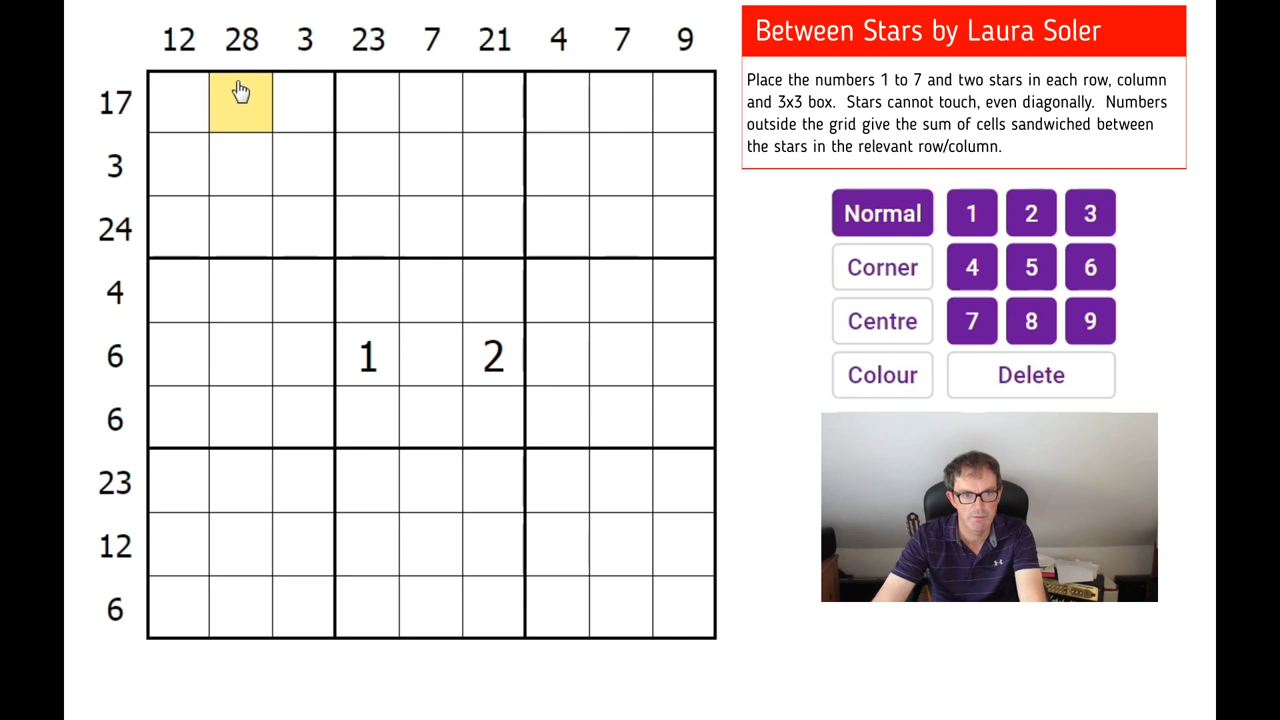 Between Stars by Laura Soler
Place the numbers 1 to 7 and two stars in each row, column
and 3x3 box. Stars cannot touch, even diagonally. Numbers
outside the grid give the sum of cells sandwiched between
the stars in the relevant row/column.
12 28 3 23 7 21 4 7 9
17
3
24
4
6 1 2
6
23
12
6
Normal 1 2 3
Corner 4 5 6
Centre 7 8 9
Colour Delete